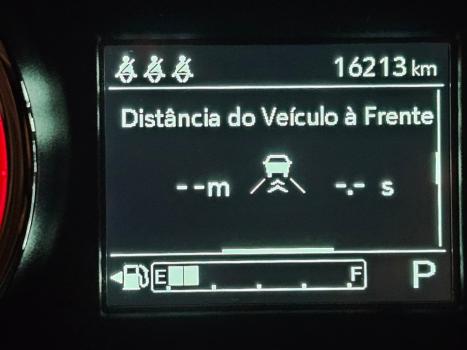 16213 km
Distância do Veículo à Frente
--m -.- s
E F P